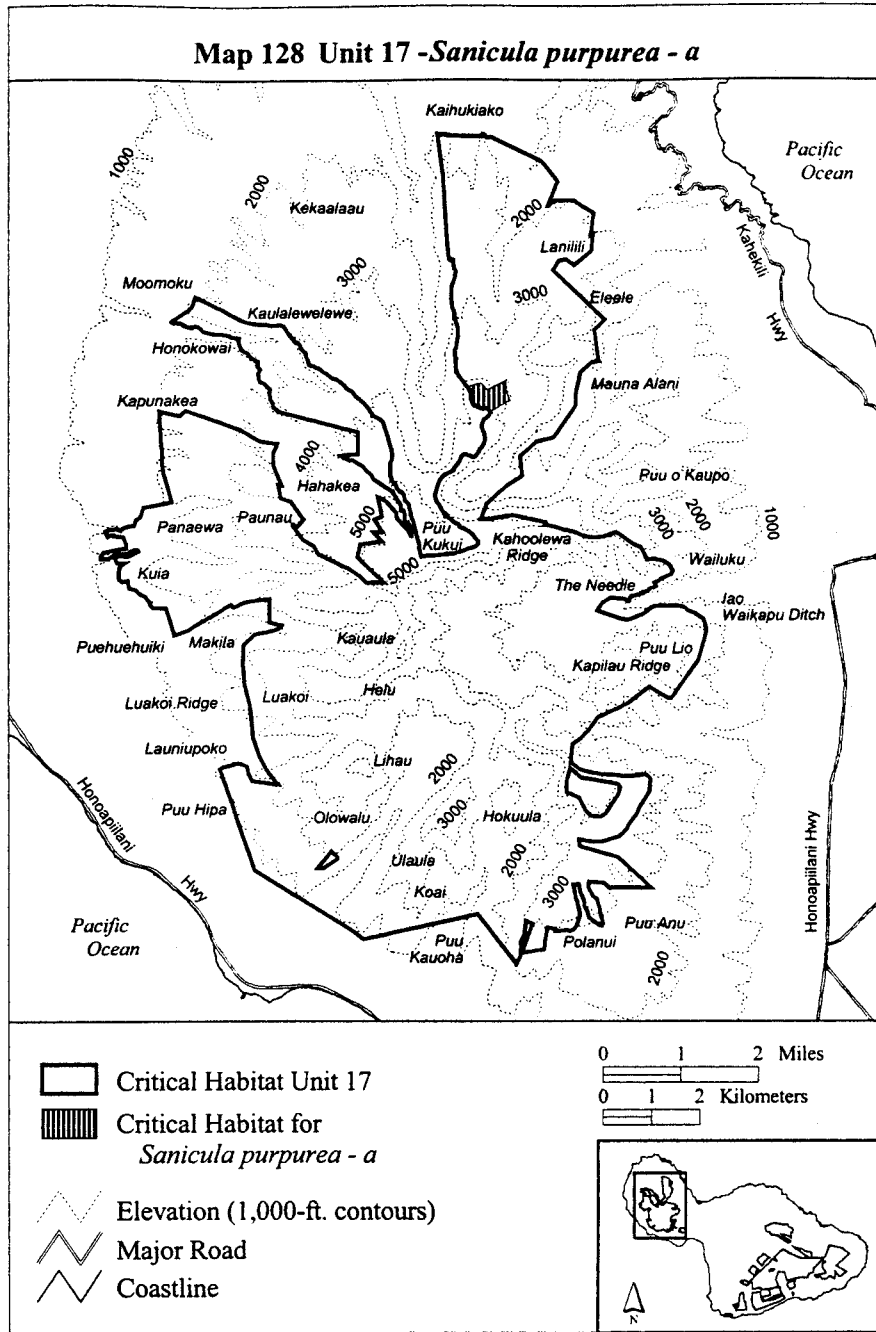 Map 128 Unit 17 -Sanicula purpurea - a
Kaihukiako
Pacific
Ocean
1000
2000
Kekaalaau
2000
Lanilili
Kahekili
Hwy
3000
3000
Eleele
Moomoku
Kaulalewelewe
Honokowai
Mauna Alani
Kapunakea
4000
Hahakea
Puu o Kaupo
3000
2000
1000
Panaewa
Paunau
5000
Puu
Kukui
Kahoolewa
Ridge
Wailuku
Kuia
5000
The Needle
Iao
Waikapu Ditch
Puehuehuiki
Makila
Kauaula
Puu Lio
Kapilau Ridge
Luakoi Ridge
Luakoi
Helu
Launiupoko
Lihau
2000
Puu Hipa
Olowalu
3000
Hokuula
Honoapiilani
Hwy
Ulaula
2000
Koai
3000
Honoapiilani Hwy
Pacific
Ocean
Puu
Kauoha
Polanui
Puu Anu
2000
Critical Habitat Unit 17
Critical Habitat for
Sanicula purpurea - a
Elevation (1,000-ft. contours)
Major Road
Coastline
0 1 2 Miles
0 1 2 Kilometers
N